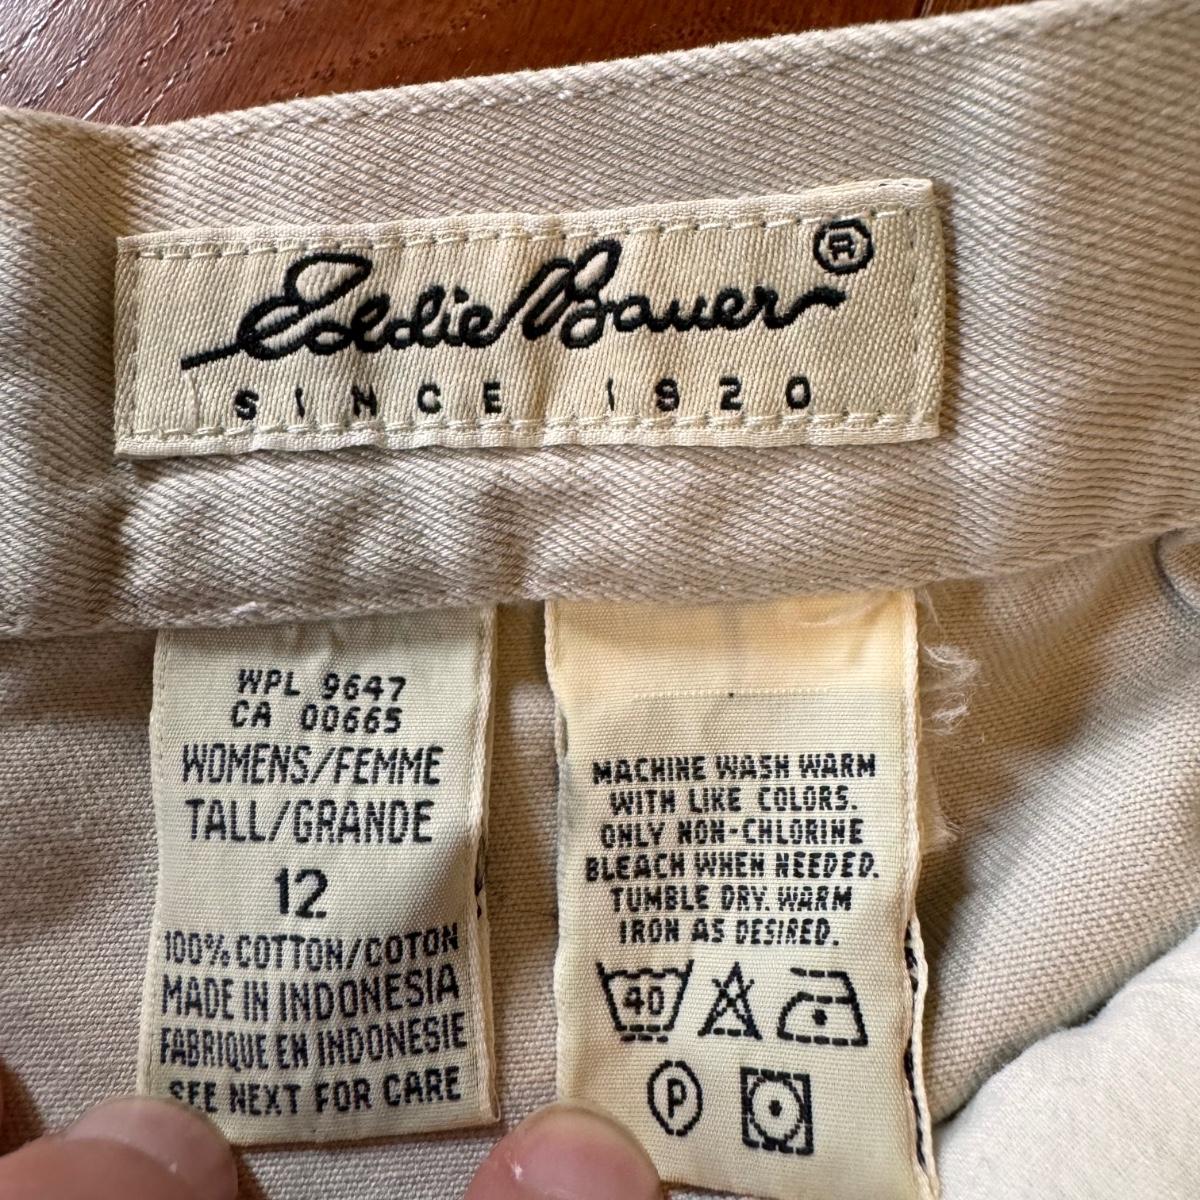 Eddie Bauer ®
SINCE 1920
WPL 9647
CA 00665
WOMENS/FEMME
TALL/GRANDE
12
100% COTTON/COTON
MADE IN INDONESIA
FABRIQUE EN INDONESIE
SEE NEXT FOR CARE
MACHINE WASH WARM
WITH LIKE COLORS.
ONLY NON-CHLORINE
BLEACH WHEN NEEDED.
TUMBLE DRY. WARM
IRON AS DESIRED.
40
P